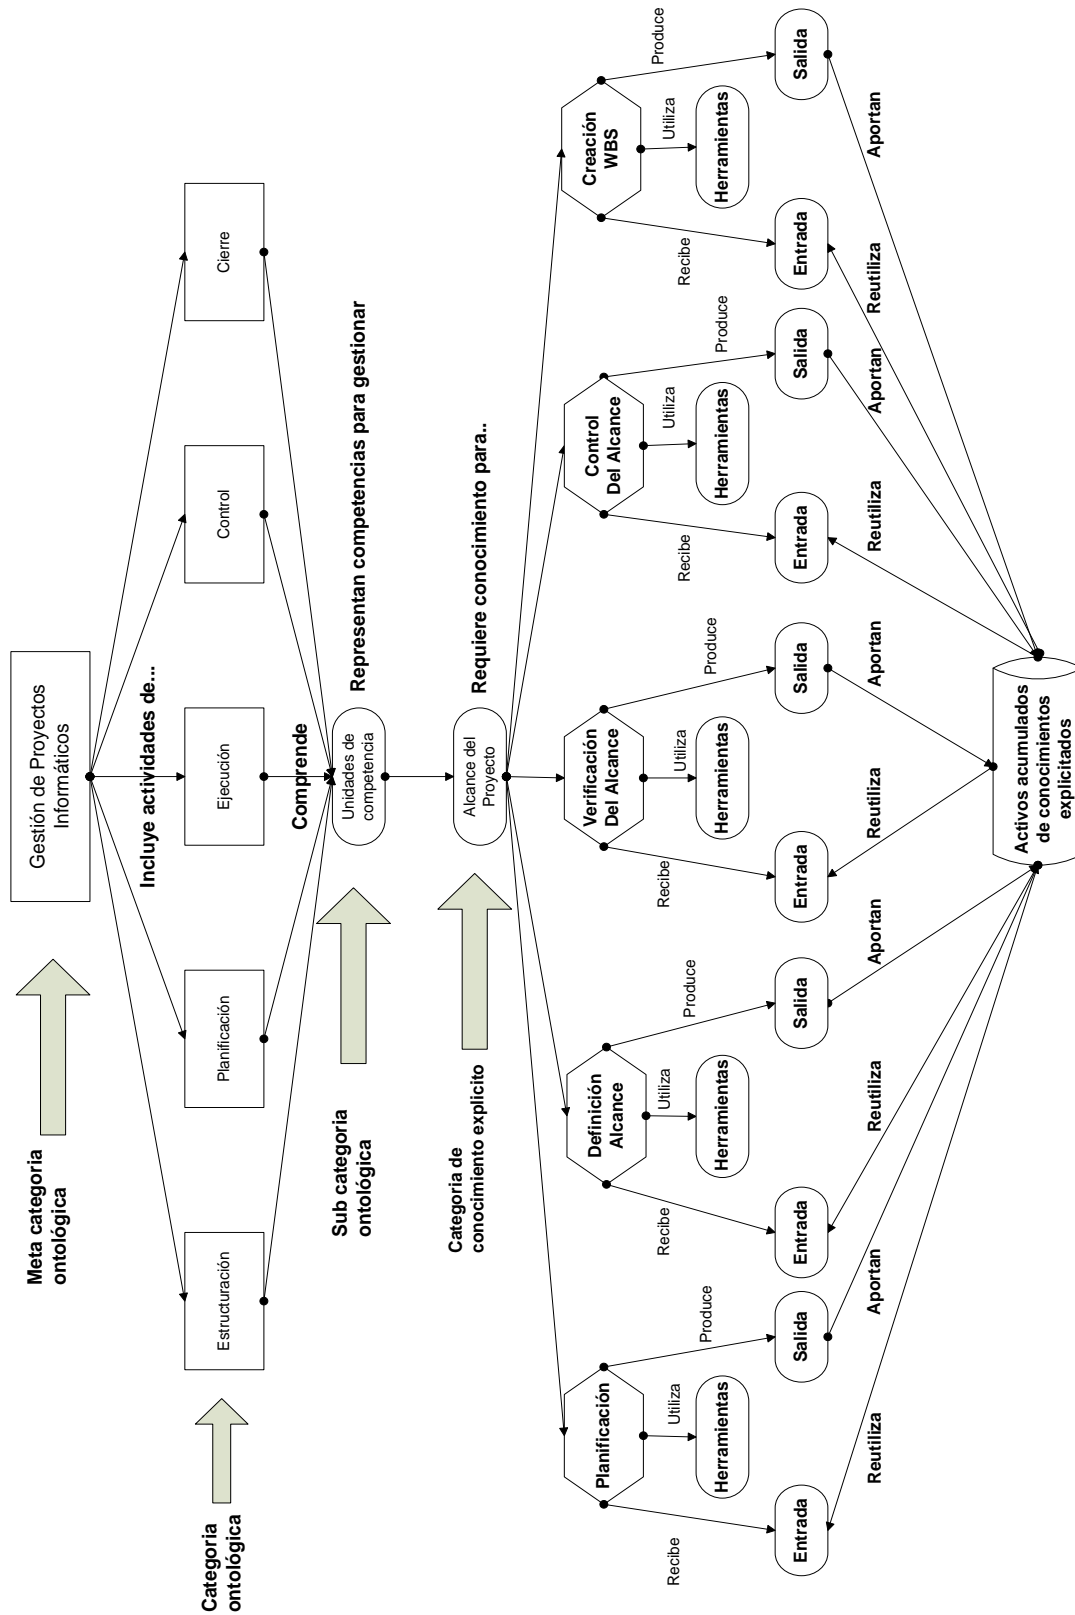 Gestión de Proyectos
Informáticos
Meta categoria
ontológica
Incluye actividades de...
Categoria
ontológica
Estructuración
Planificación
Ejecución
Control
Cierre
Comprende
Sub categoria
ontológica
Unidades de
competencia
Representan competencias para gestionar
Categoria de
conocimiento explicito
Alcance del
Proyecto
Requiere conocimiento para..
Planificación
Definición
Alcance
Verificación
Del Alcance
Control
Del Alcance
Creación
WBS
Recibe
Utiliza
Produce
Recibe
Utiliza
Produce
Recibe
Utiliza
Produce
Recibe
Utiliza
Produce
Recibe
Utiliza
Produce
Herramientas
Herramientas
Herramientas
Herramientas
Herramientas
Entrada
Salida
Entrada
Salida
Entrada
Salida
Entrada
Salida
Entrada
Salida
Reutiliza
Aportan
Reutiliza
Aportan
Reutiliza
Aportan
Reutiliza
Aportan
Reutiliza
Aportan
Activos acumulados
de conocimientos
explicitados